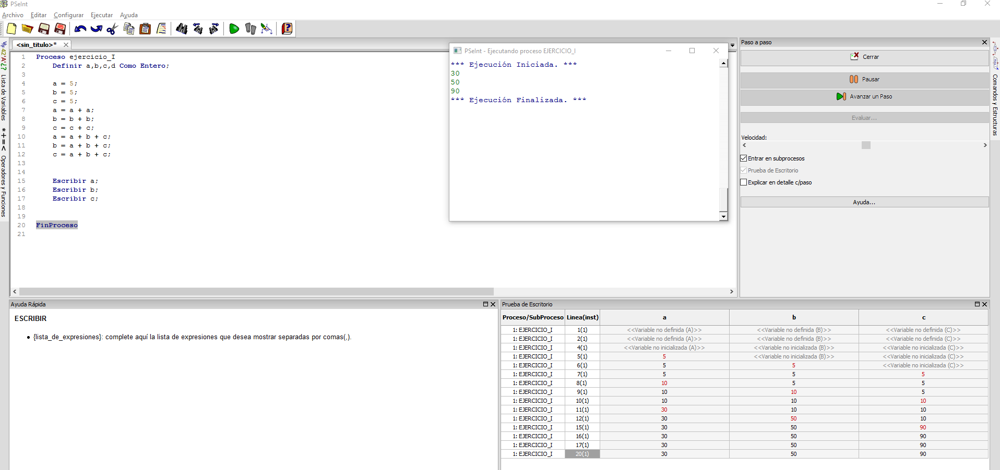 PSeInt
Archivo Editar Configurar Ejecutar Ayuda
<sin_titulo>*
1 Proceso ejercicio_I
2 Definir a,b,c,d Como Entero;
3
4 a = 5;
5 b = 5;
6 c = 5;
7 a = a + a;
8 b = b + b;
9 c = c + c;
10 a = a + b + c;
11 b = a + b + c;
12 c = a + b + c;
13
14
15 Escribir a;
16 Escribir b;
17 Escribir c;
18
19
20 FinProceso
21
Lista de Variables
*+=<
Operadores y Funciones
PSeInt - Ejecutando proceso EJERCICIO_I
*** Ejecución Iniciada. ***
30
50
90
*** Ejecución Finalizada. ***
Paso a paso
Cerrar
Pausar
Avanzar un Paso
Evaluar...
Velocidad:
Entrar en subprocesos
Prueba de Escritorio
Explicar en detalle c/paso
Ayuda...
Comandos y Estructuras
Ayuda Rápida
ESCRIBIR
• {lista_de_expresiones}: complete aquí la lista de expresiones que desea mostrar separadas por comas(,).
Prueba de Escritorio
Proceso/SubProceso Linea(inst) a b c
1: EJERCICIO_I 1(1) <<Variable no definida (A)>> <<Variable no definida (B)>> <<Variable no definida (C)>>
1: EJERCICIO_I 2(1) <<Variable no definida (A)>> <<Variable no definida (B)>> <<Variable no definida (C)>>
1: EJERCICIO_I 4(1) <<Variable no inicializada (A)>> <<Variable no inicializada (B)>> <<Variable no inicializada (C)>>
1: EJERCICIO_I 5(1) 5 <<Variable no inicializada (B)>> <<Variable no inicializada (C)>>
1: EJERCICIO_I 6(1) 5 5 <<Variable no inicializada (C)>>
1: EJERCICIO_I 7(1) 5 5 5
1: EJERCICIO_I 8(1) 10 5 5
1: EJERCICIO_I 9(1) 10 10 5
1: EJERCICIO_I 10(1) 10 10 10
1: EJERCICIO_I 11(1) 30 10 10
1: EJERCICIO_I 12(1) 30 50 10
1: EJERCICIO_I 15(1) 30 50 90
1: EJERCICIO_I 16(1) 30 50 90
1: EJERCICIO_I 17(1) 30 50 90
1: EJERCICIO_I 20(1) 30 50 90